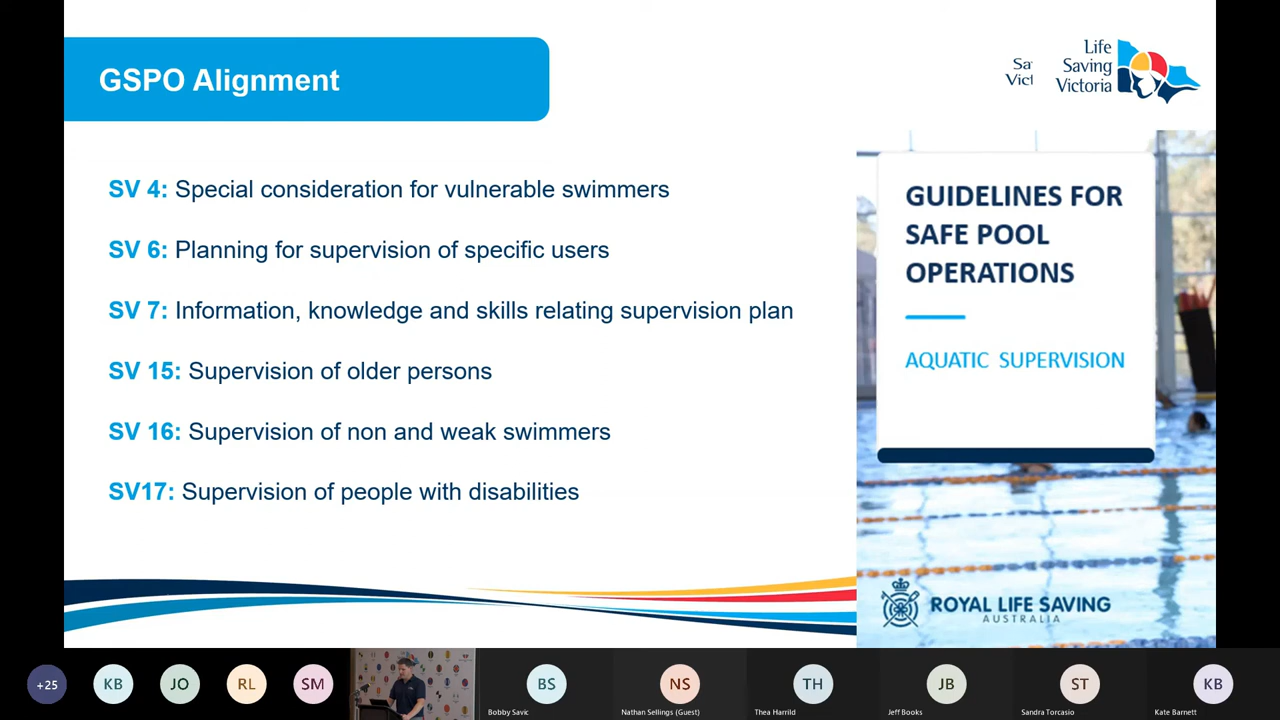 GSPO Alignment
Sa
Vict
Life
Saving
Victoria
SV 4: Special consideration for vulnerable swimmers
SV 6: Planning for supervision of specific users
SV 7: Information, knowledge and skills relating supervision plan
SV 15: Supervision of older persons
SV 16: Supervision of non and weak swimmers
SV17: Supervision of people with disabilities
GUIDELINES FOR
SAFE POOL
OPERATIONS
AQUATIC SUPERVISION
ROYAL LIFE SAVING
AUSTRALIA
+25
KB
JO
RL
SM
BS
Bobby Savic
NS
Nathan Sellings (Guest)
TH
Thea Harrild
JB
Jeff Books
ST
Sandra Torcasio
KB
Kate Barnett